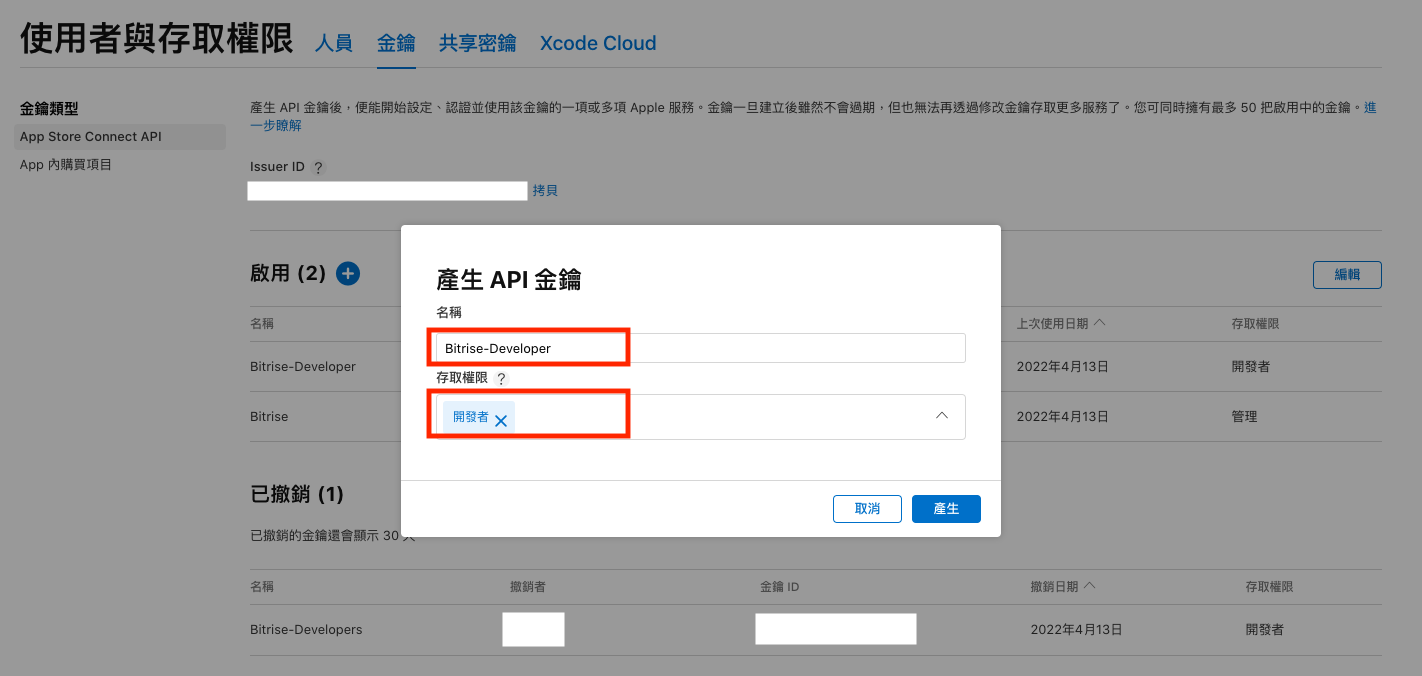 使用者與存取權限 人員 金鑰 共享密鑰 Xcode Cloud
金鑰類型
App Store Connect API
App 內購買項目
產生 API 金鑰後，便能開始設定、認證並使用該金鑰的一項或多項 Apple 服務。金鑰一旦建立後雖然不會過期，但也無法再透過修改金鑰存取更多服務了。您可同時擁有最多 50 把啟用中的金鑰。進
一步瞭解
Issuer ID ?
拷貝
啟用 (2) +
編輯
名稱 上次使用日期 存取權限
Bitrise-Developer 2022年4月13日 開發者
Bitrise 2022年4月13日 管理
產生 API 金鑰
名稱
Bitrise-Developer
存取權限 ?
開發者
取消 產生
已撤銷 (1)
已撤銷的金鑰還會顯示 30
名稱 撤銷者 金鑰 ID 撤銷日期 存取權限
Bitrise-Developers 2022年4月13日 開發者